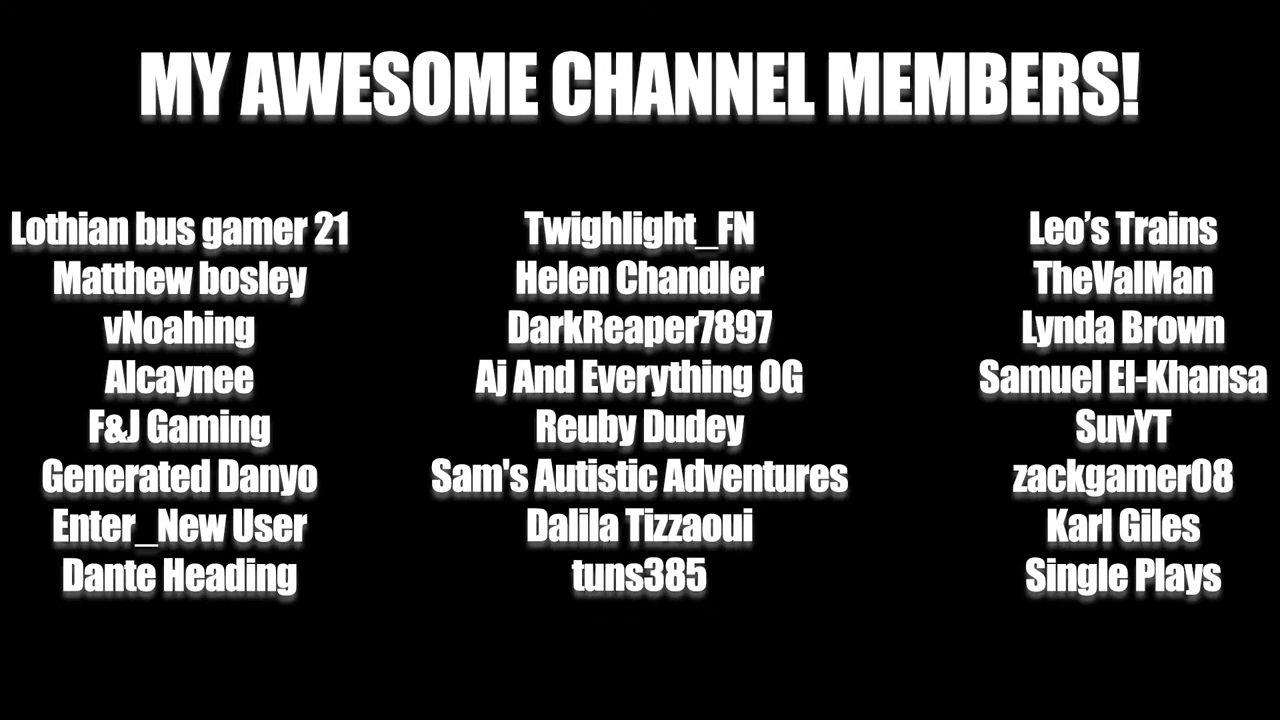 MY AWESOME CHANNEL MEMBERS!
Lothian bus gamer 21
Matthew bosley
vNoahing
Alcaynee
F&J Gaming
Generated Danyo
Enter_New User
Dante Heading
Twighlight_FN
Helen Chandler
DarkReaper7897
Aj And Everything OG
Reuby Dudey
Sam's Autistic Adventures
Dalila Tizzaoui
tuns385
Leo’s Trains
TheValMan
Lynda Brown
Samuel El-Khansa
SuvYT
zackgamer08
Karl Giles
Single Plays